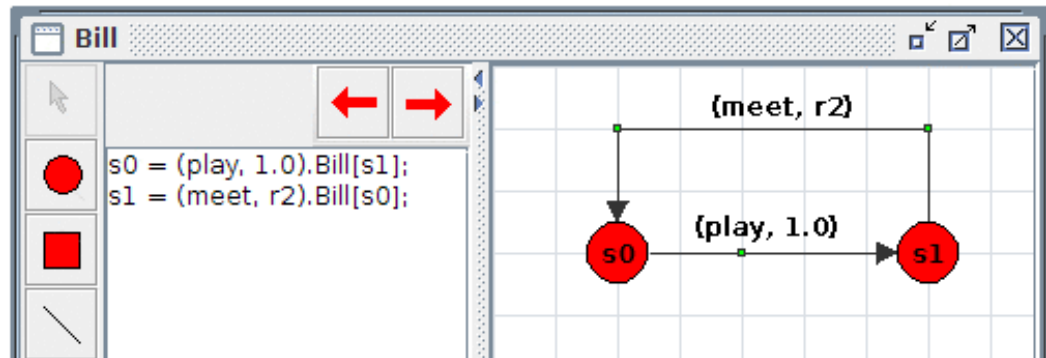 Bill
s0 = (play, 1.0).Bill[s1];
s1 = (meet, r2).Bill[s0];
{meet, r2}
{play, 1.0}
s0
s1